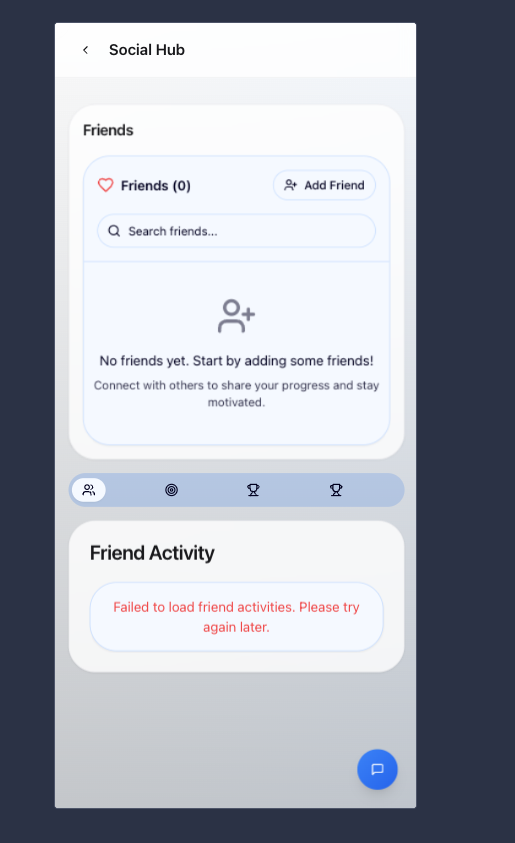 Social Hub
Friends
Friends (0)
Add Friend
Search friends...
No friends yet. Start by adding some friends!
Connect with others to share your progress and stay
motivated.
Friend Activity
Failed to load friend activities. Please try
again later.